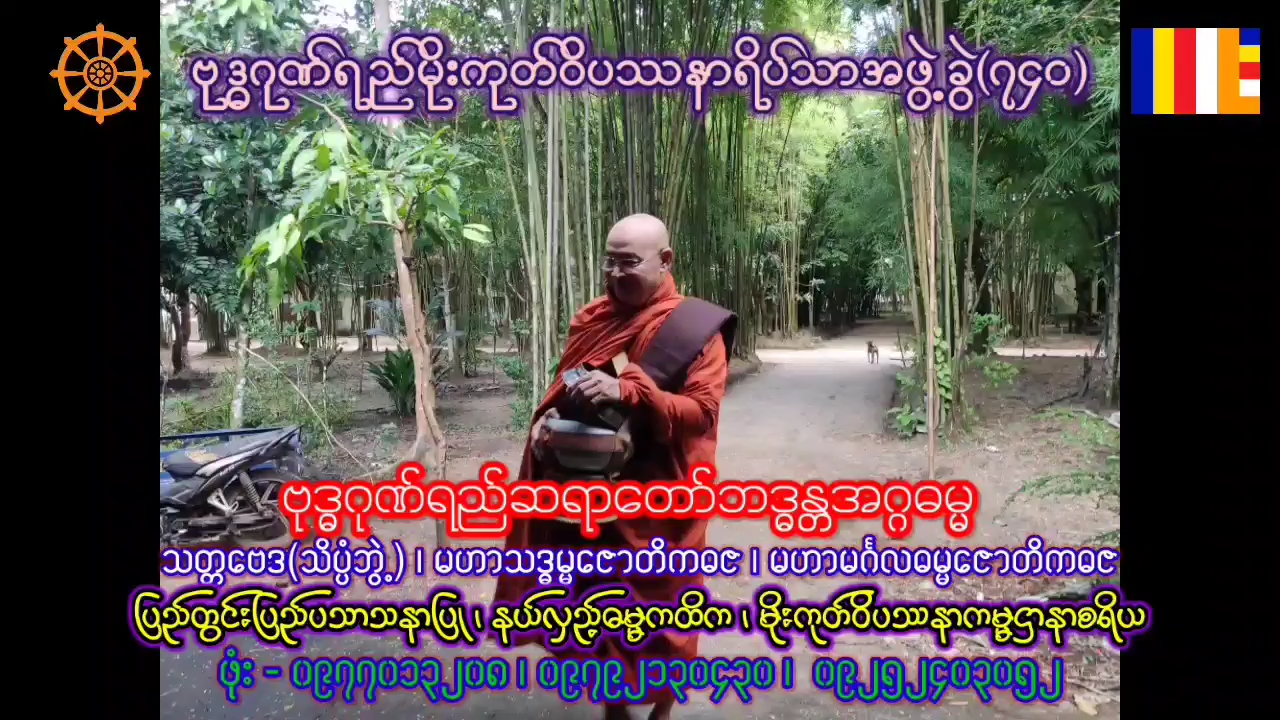 ဗုဒ္ဓဂုဏ်ရည်မိုးကုတ်ဝိပဿနာရိပ်သာအဖွဲ့ခွဲ(၇၄၀)
ဗုဒ္ဓဂုဏ်ရည်ဆရာတော်ဘဒ္ဒန္တအဂ္ဂဓမ္မ
သတ္တဗေဒ(သိပ္ပံဘွဲ့) ၊ မဟာသဒ္ဓမ္မဇောတိကဓဇ ၊ မဟာမင်္ဂလဓမ္မဇောတိကဓဇ
ပြည်တွင်းပြည်ပသာသနာပြု ၊ နယ်လှည့်ဓမ္မကထိက ၊ မိုးကုတ်ဝိပဿနာကမ္မဌာနာစရိယ
ဖုံး - ၀၉၇၇၀၁၃၂၀၈ ၊ ၀၉၇၉၂၁၃၀၄၃၀ ၊ ၀၉၂၅၂၄၀၃၀၅၂